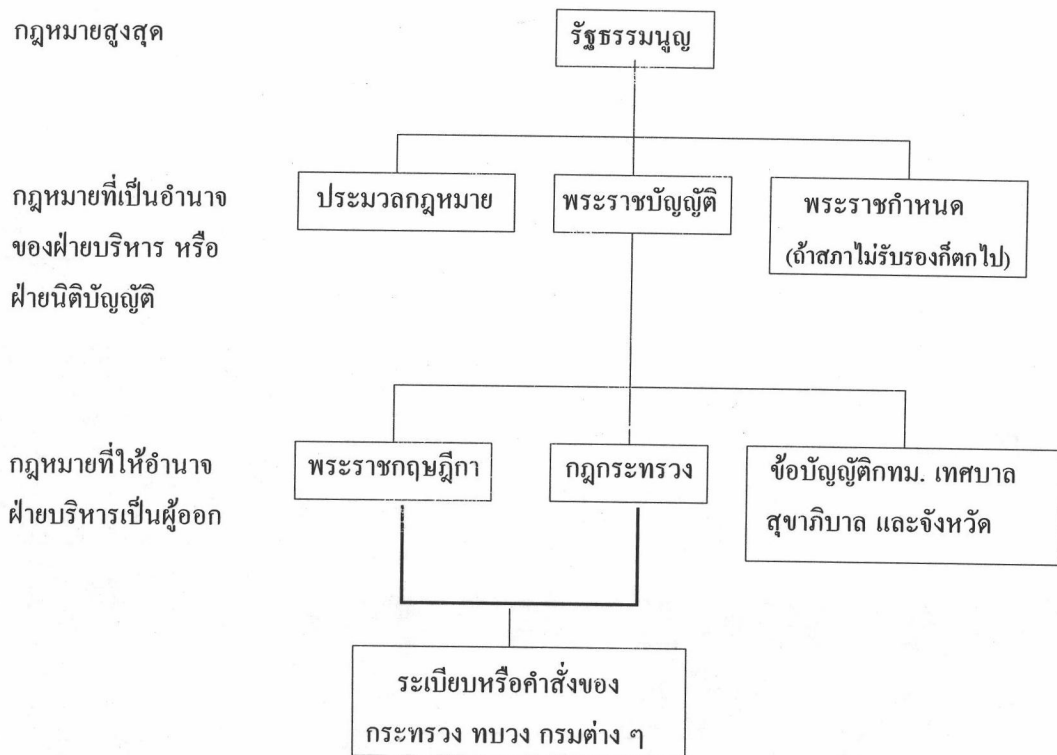 กฎหมายสูงสุด
รัฐธรรมนูญ
กฎหมายที่เป็นอำนาจ
ของฝ่ายบริหาร หรือ
ฝ่ายนิติบัญญัติ
ประมวลกฎหมาย
พระราชบัญญัติ
พระราชกำหนด
(ถ้าสภาไม่รับรองก็ตกไป)
กฎหมายที่ให้อำนาจ
ฝ่ายบริหารเป็นผู้ออก
พระราชกฤษฎีกา
กฎกระทรวง
ข้อบัญญัติกทม. เทศบาล
สุขาภิบาล และจังหวัด
ระเบียบหรือคำสั่งของ
กระทรวง ทบวง กรมต่าง ๆ